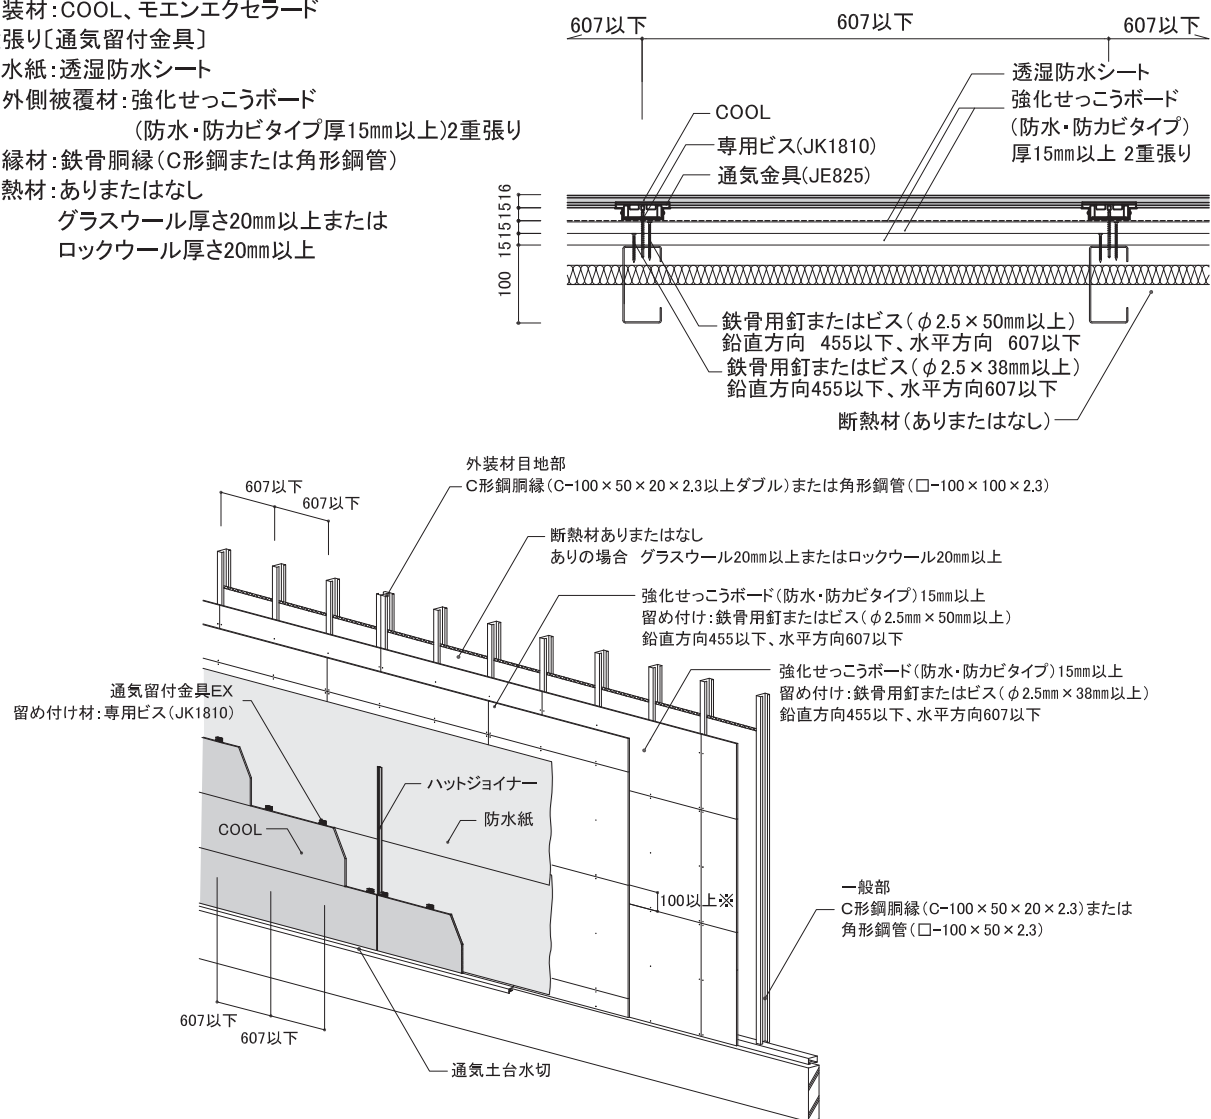 装材：COOL、モエンエクセラード
張り〔通気留付金具〕
水紙：透湿防水シート
外側被覆材：強化せっこうボード
（防水・防カビタイプ厚15㎜以上）2重張り
縁材：鉄骨胴縁（C形鋼または角形鋼管）
熱材：ありまたはなし
グラスウール厚さ20㎜以上または
ロックウール厚さ20㎜以上
607以下
607以下
607以下
透湿防水シート
強化せっこうボード
（防水・防カビタイプ）
厚15㎜以上 2重張り
COOL
専用ビス(JK1810)
通気金具(JE825)
16
15
15
15
100
鉄骨用釘またはビス（φ2.5×50㎜以上）
鉛直方向 455以下、水平方向 607以下
鉄骨用釘またはビス（φ2.5×38㎜以上）
鉛直方向455以下、水平方向607以下
断熱材（ありまたはなし）
外装材目地部
C形鋼胴縁（C-100×50×20×2.3以上ダブル）または角形鋼管（□-100×100×2.3）
607以下
607以下
断熱材ありまたはなし
ありの場合 グラスウール20㎜以上またはロックウール20㎜以上
強化せっこうボード（防水・防カビタイプ）15㎜以上
留め付け：鉄骨用釘またはビス（φ2.5㎜×50㎜以上）
鉛直方向455以下、水平方向607以下
強化せっこうボード（防水・防カビタイプ）15㎜以上
留め付け：鉄骨用釘またはビス（φ2.5㎜×38㎜以上）
鉛直方向455以下、水平方向607以下
通気留付金具EX
留め付け材：専用ビス(JK1810)
ハットジョイナー
防水紙
COOL
100以上※
一般部
C形鋼胴縁（C-100×50×20×2.3）または
角形鋼管（□-100×50×2.3）
607以下
607以下
通気土台水切